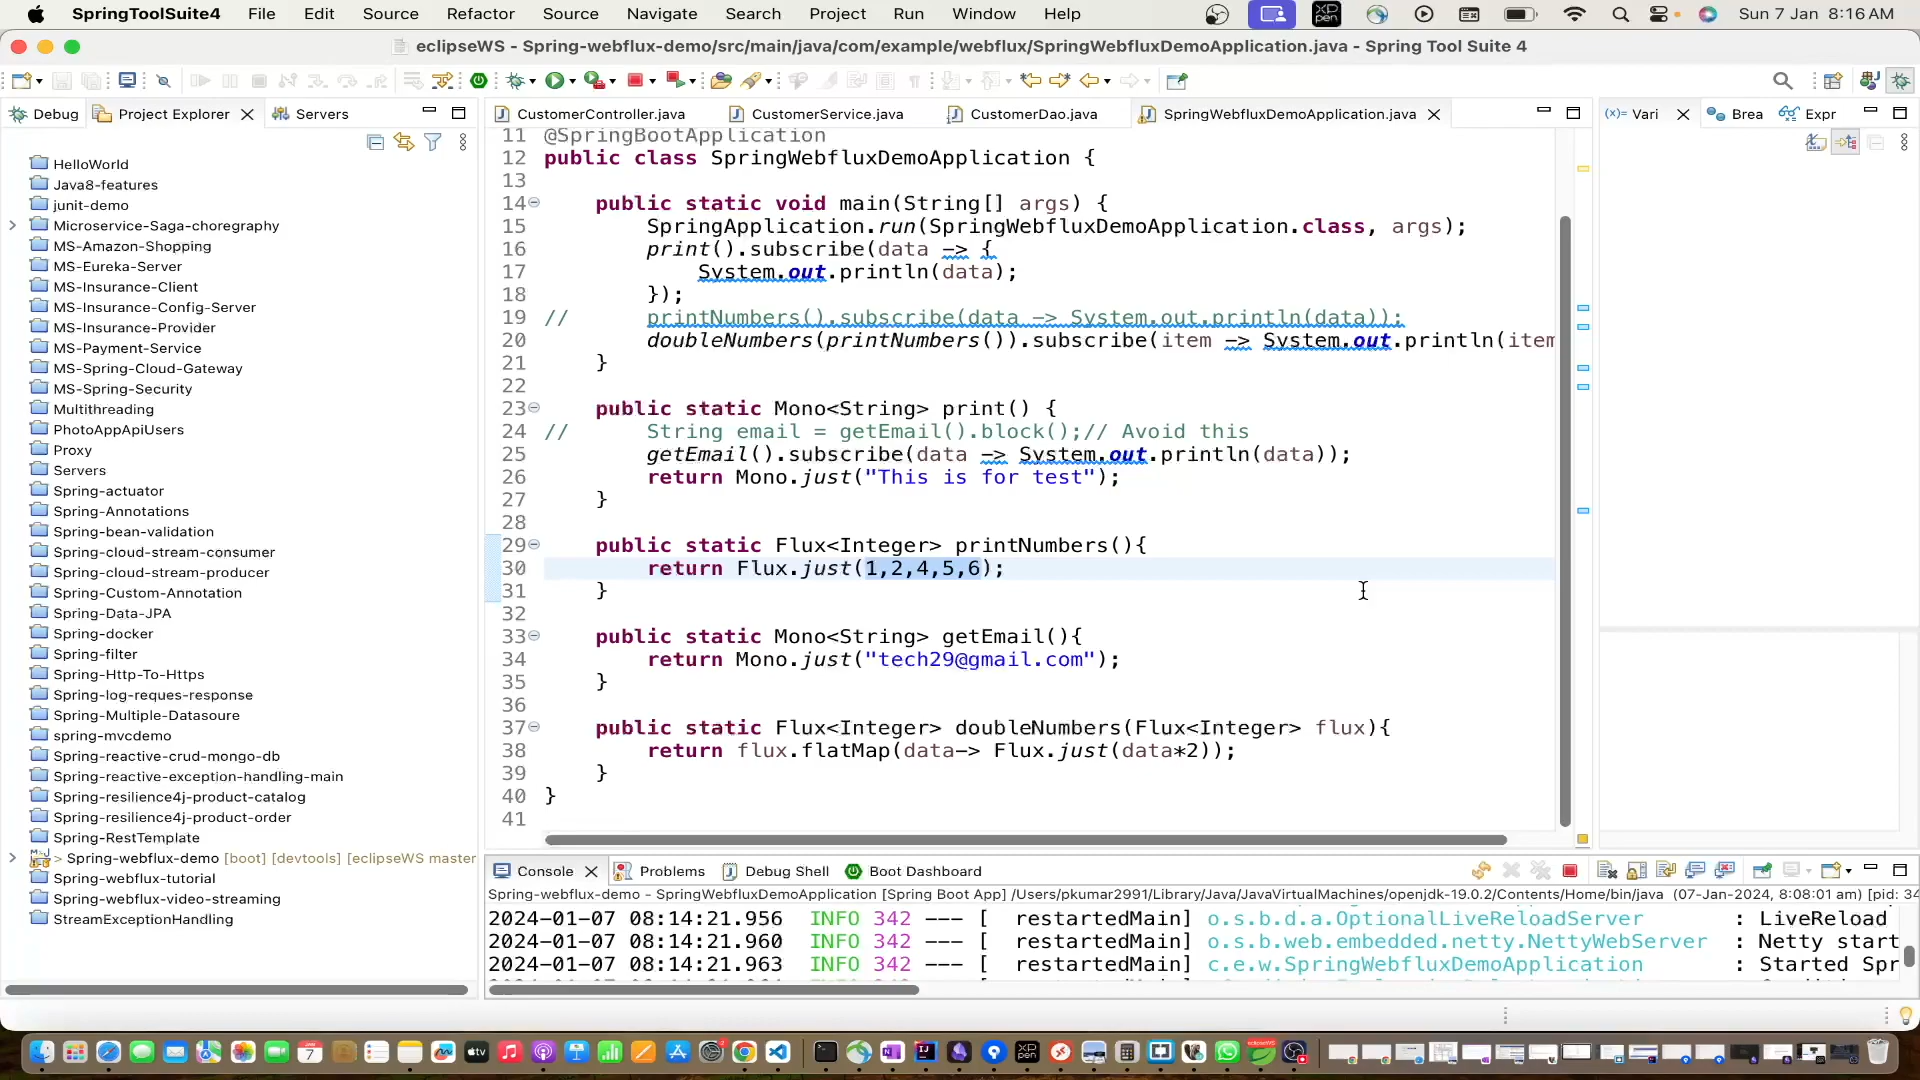 SpringToolSuite4 File Edit Source Refactor Source Navigate Search Project Run Window Help Sun 7 Jan 8:16 AM
eclipseWS - Spring-webflux-demo/src/main/java/com/example/webflux/SpringWebfluxDemoApplication.java - Spring Tool Suite 4
Debug Project Explorer Servers
CustomerController.java CustomerService.java CustomerDao.java SpringWebfluxDemoApplication.java
(x)= Vari Brea Expr
HelloWorld
Java8-features
junit-demo
Microservice-Saga-choregraphy
MS-Amazon-Shopping
MS-Eureka-Server
MS-Insurance-Client
MS-Insurance-Config-Server
MS-Insurance-Provider
MS-Payment-Service
MS-Spring-Cloud-Gateway
MS-Spring-Security
Multithreading
PhotoAppApiUsers
Proxy
Servers
Spring-actuator
Spring-Annotations
Spring-bean-validation
Spring-cloud-stream-consumer
Spring-cloud-stream-producer
Spring-Custom-Annotation
Spring-Data-JPA
Spring-docker
Spring-filter
Spring-Http-To-Https
Spring-log-reques-response
Spring-Multiple-Datasoure
spring-mvcdemo
Spring-reactive-crud-mongo-db
Spring-reactive-exception-handling-main
Spring-resilience4j-product-catalog
Spring-resilience4j-product-order
Spring-RestTemplate
> Spring-webflux-demo [boot] [devtools] [eclipseWS master
Spring-webflux-tutorial
Spring-webflux-video-streaming
StreamExceptionHandling
11 @SpringBootApplication
12 public class SpringWebfluxDemoApplication {
13
14 public static void main(String[] args) {
15 SpringApplication.run(SpringWebfluxDemoApplication.class, args);
16 print().subscribe(data -> {
17 System.out.println(data);
18 });
19 // printNumbers().subscribe(data -> System.out.println(data));
20 doubleNumbers(printNumbers()).subscribe(item -> System.out.println(item
21 }
22
23 public static Mono<String> print() {
24 // String email = getEmail().block();// Avoid this
25 getEmail().subscribe(data -> System.out.println(data));
26 return Mono.just("This is for test");
27 }
28
29 public static Flux<Integer> printNumbers(){
30 return Flux.just(1,2,4,5,6);
31 }
32
33 public static Mono<String> getEmail(){
34 return Mono.just("tech29@gmail.com");
35 }
36
37 public static Flux<Integer> doubleNumbers(Flux<Integer> flux){
38 return flux.flatMap(data-> Flux.just(data*2));
39 }
40 }
41
Console Problems Debug Shell Boot Dashboard
Spring-webflux-demo - SpringWebfluxDemoApplication [Spring Boot App] /Users/pkumar2991/Library/Java/JavaVirtualMachines/openjdk-19.0.2/Contents/Home/bin/java (07-Jan-2024, 8:08:01 am) [pid: 34
2024-01-07 08:14:21.956 INFO 342 --- [ restartedMain] o.s.b.d.a.OptionalLiveReloadServer : LiveReload
2024-01-07 08:14:21.960 INFO 342 --- [ restartedMain] o.s.b.web.embedded.netty.NettyWebServer : Netty start
2024-01-07 08:14:21.963 INFO 342 --- [ restartedMain] c.e.w.SpringWebfluxDemoApplication : Started Spr